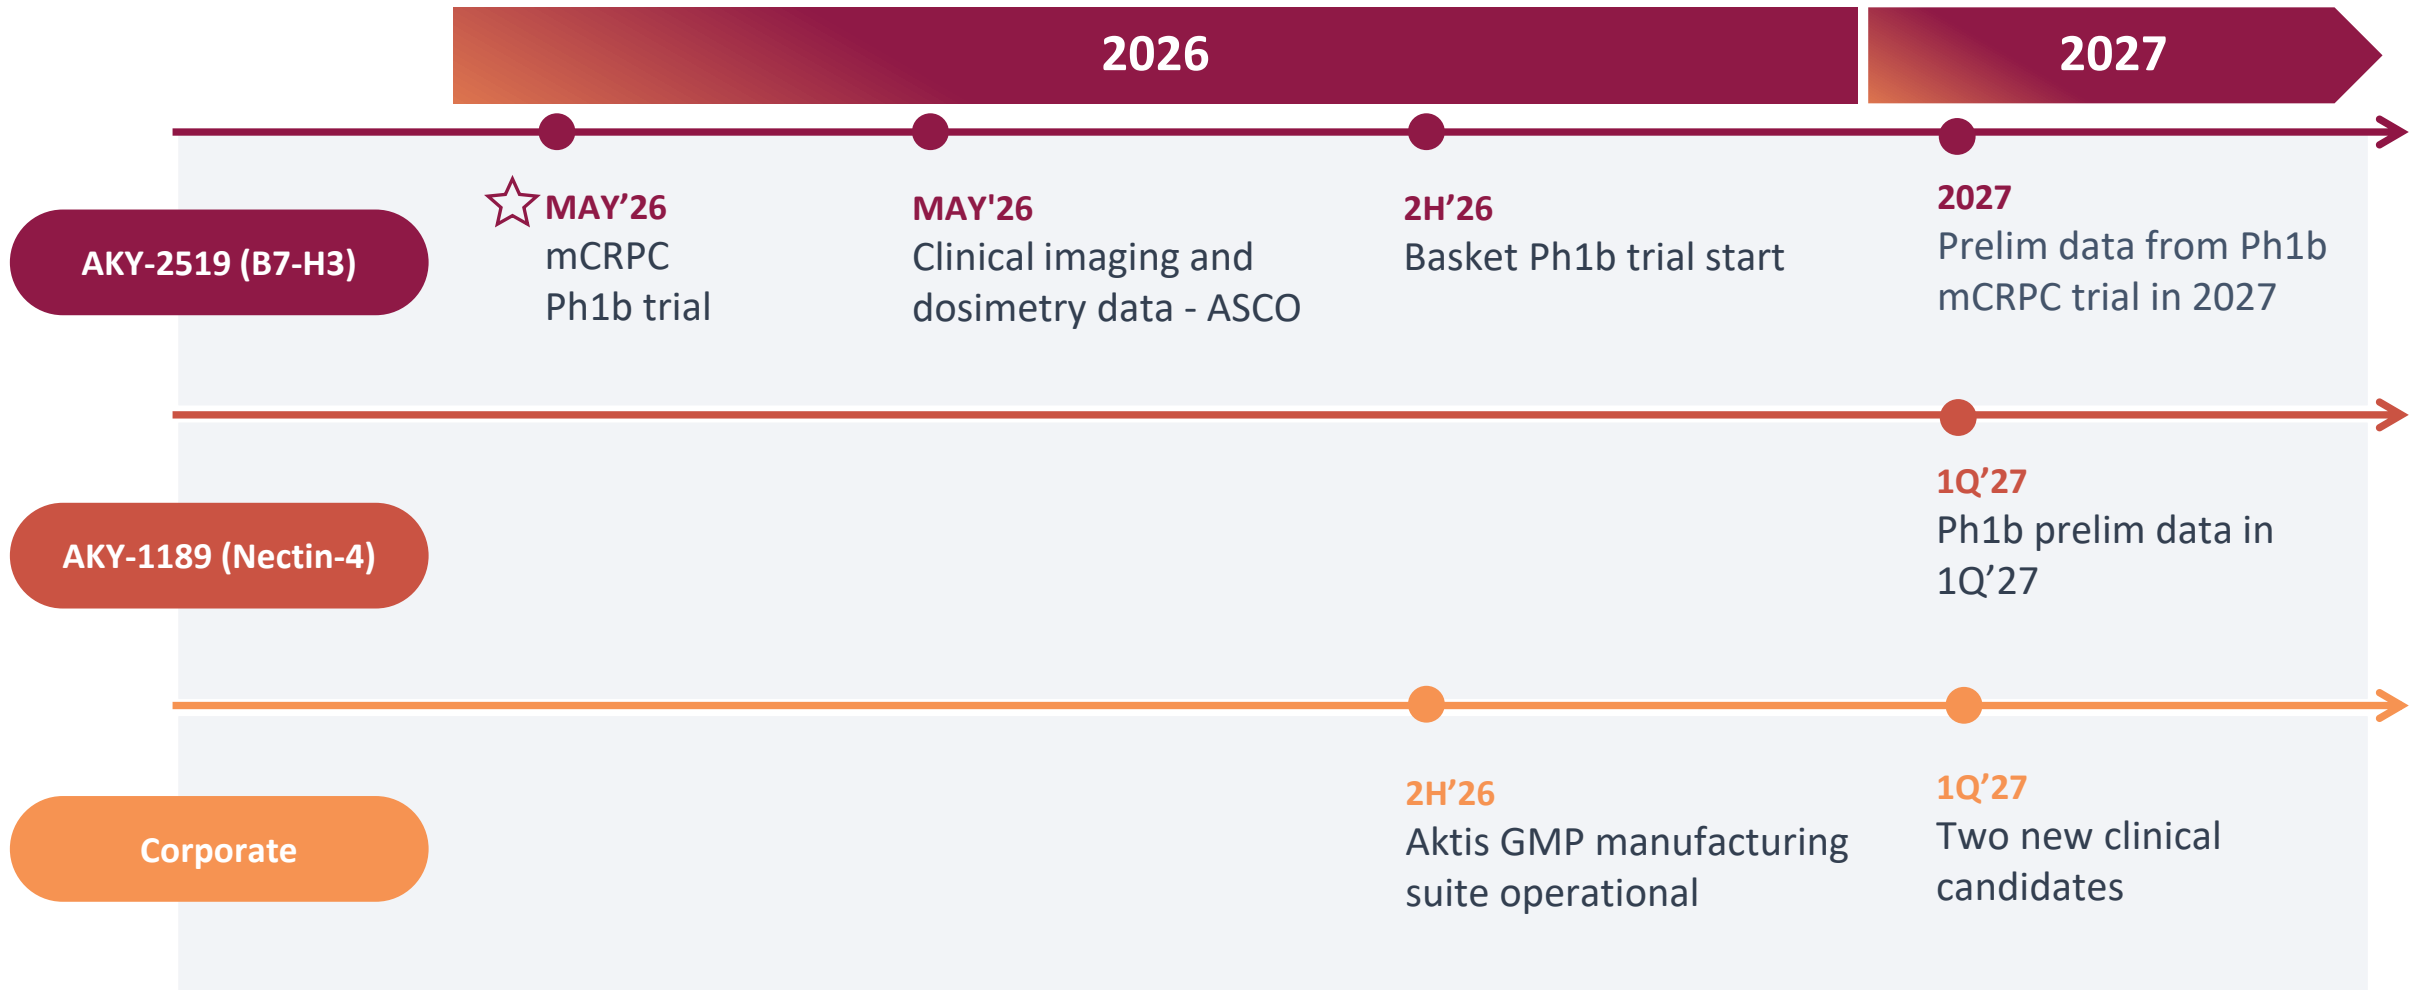 2026
2027
AKY-2519 (B7-H3)
MAY’26
mCRPC
Ph1b trial
MAY'26
Clinical imaging and
dosimetry data - ASCO
2H’26
Basket Ph1b trial start
2027
Prelim data from Ph1b
mCRPC trial in 2027
AKY-1189 (Nectin-4)
1Q’27
Ph1b prelim data in
1Q’27
Corporate
2H’26
Aktis GMP manufacturing
suite operational
1Q’27
Two new clinical
candidates